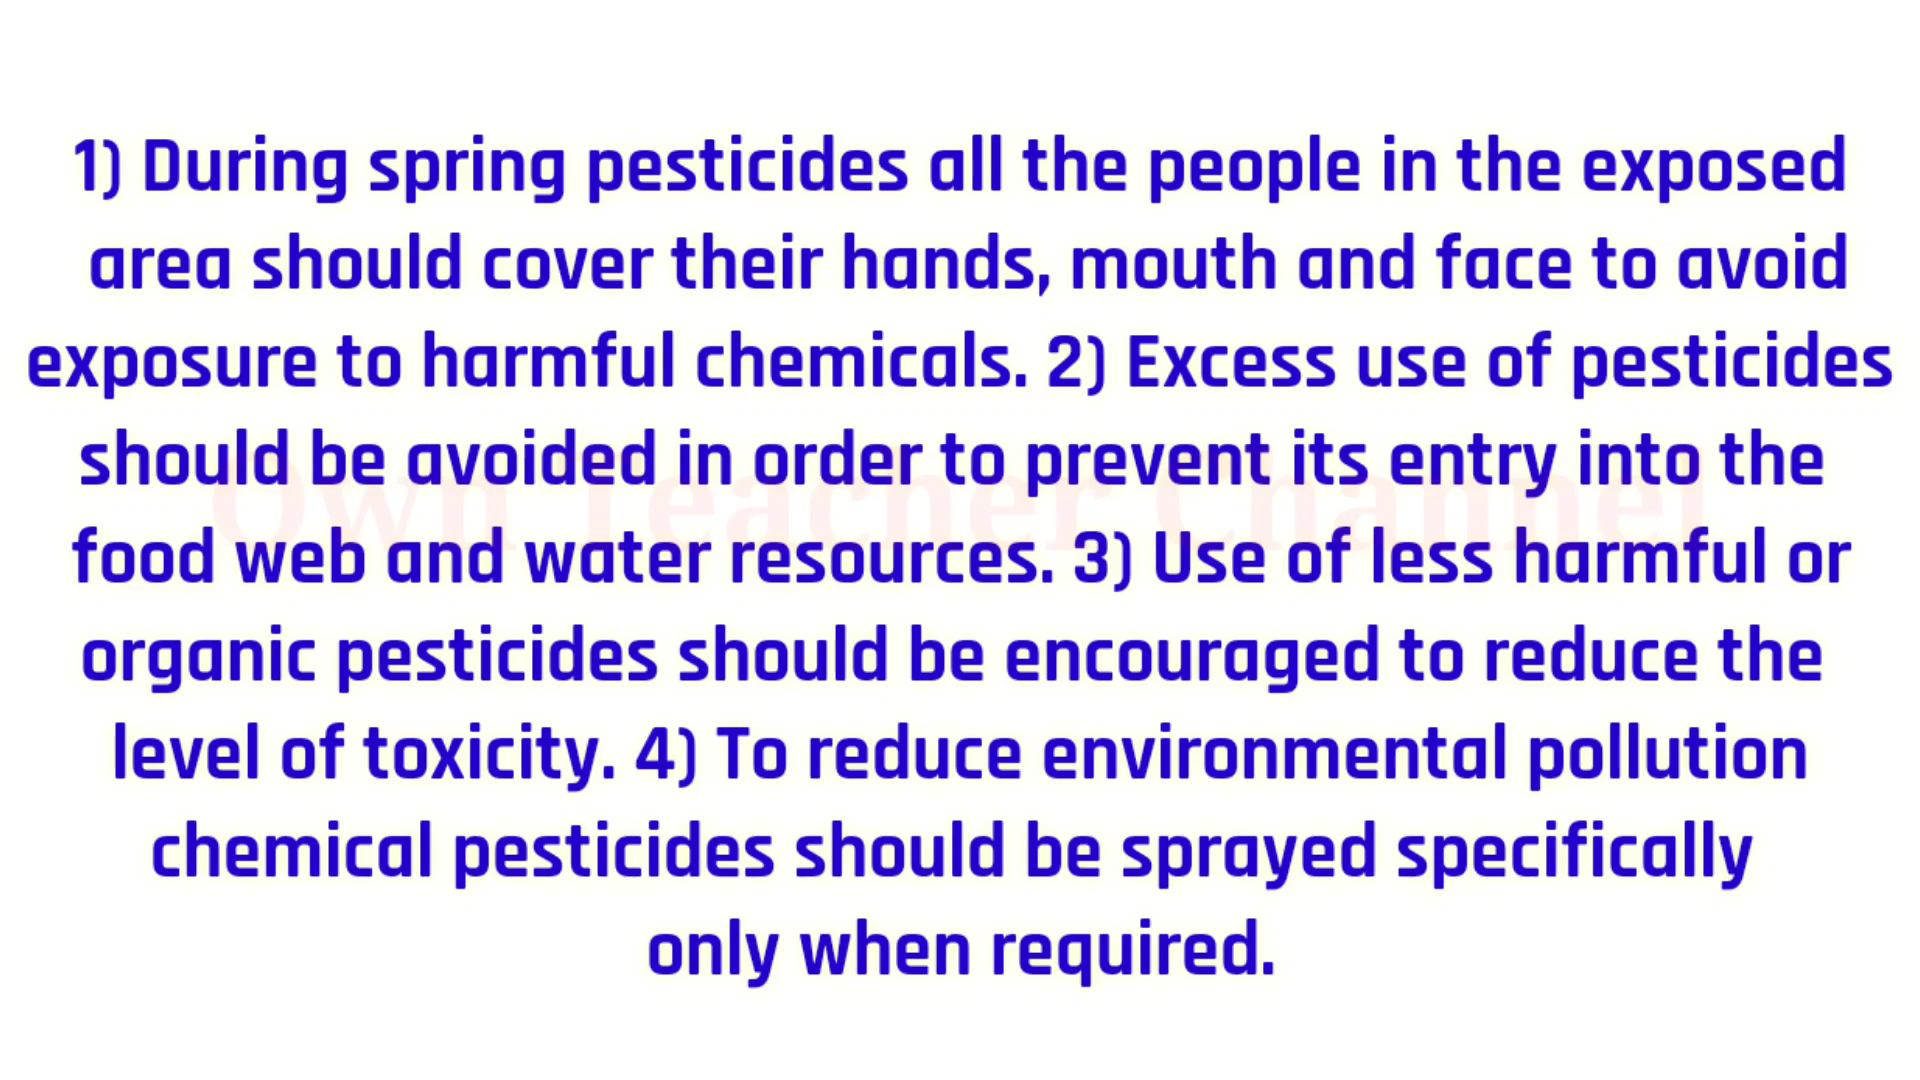 1) During spring pesticides all the people in the exposed
area should cover their hands, mouth and face to avoid
exposure to harmful chemicals. 2) Excess use of pesticides
should be avoided in order to prevent its entry into the
Own Teacher Channel
food web and water resources. 3) Use of less harmful or
organic pesticides should be encouraged to reduce the
level of toxicity. 4) To reduce environmental pollution
chemical pesticides should be sprayed specifically
only when required.